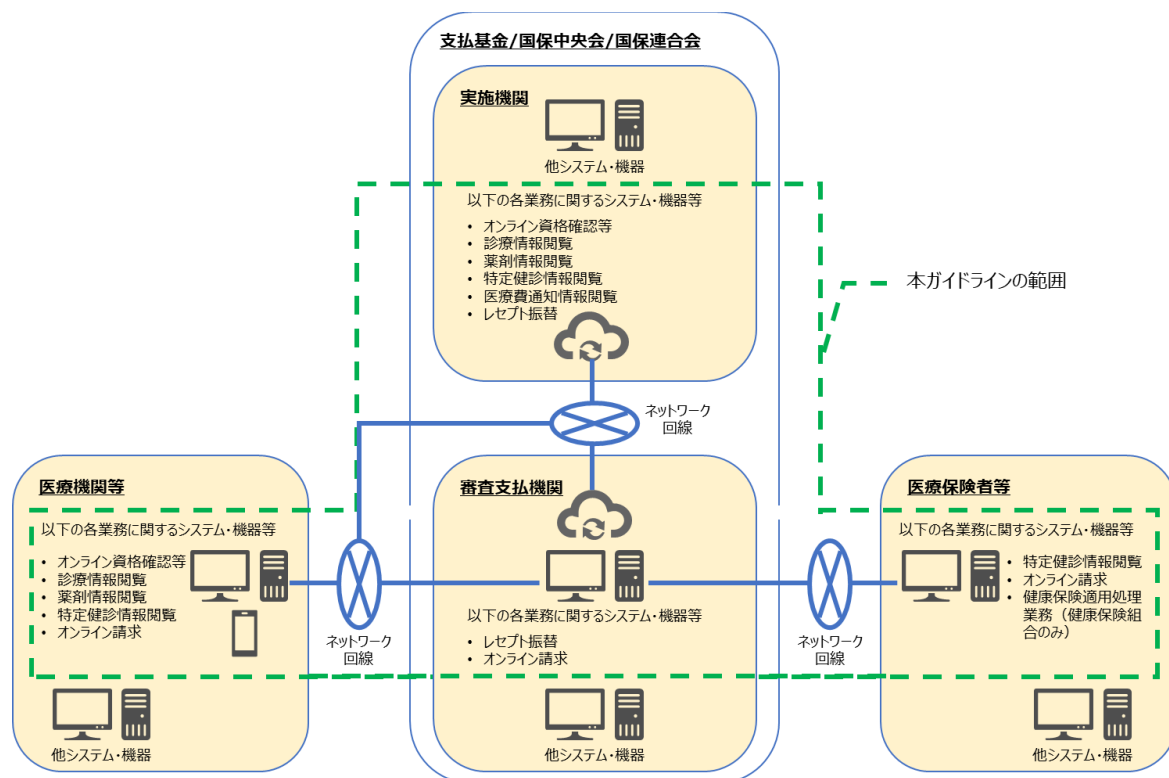 支払基金/国保中央会/国保連合会
実施機関
他システム・機器
以下の各業務に関するシステム・機器等
• オンライン資格確認等
• 診療情報閲覧
• 薬剤情報閲覧
• 特定健診情報閲覧
• 医療費通知情報閲覧
• レセプト振替
本ガイドラインの範囲
ネットワーク
回線
医療機関等
以下の各業務に関するシステム・機器等
• オンライン資格確認等
• 診療情報閲覧
• 薬剤情報閲覧
• 特定健診情報閲覧
• オンライン請求
他システム・機器
ネットワーク
回線
審査支払機関
以下の各業務に関するシステム・機器等
• レセプト振替
• オンライン請求
他システム・機器
ネットワーク
回線
医療保険者等
以下の各業務に関するシステム・機器等
• 特定健診情報閲覧
• オンライン請求
• 健康保険適用処理
業務（健康保険組
合のみ）
他システム・機器